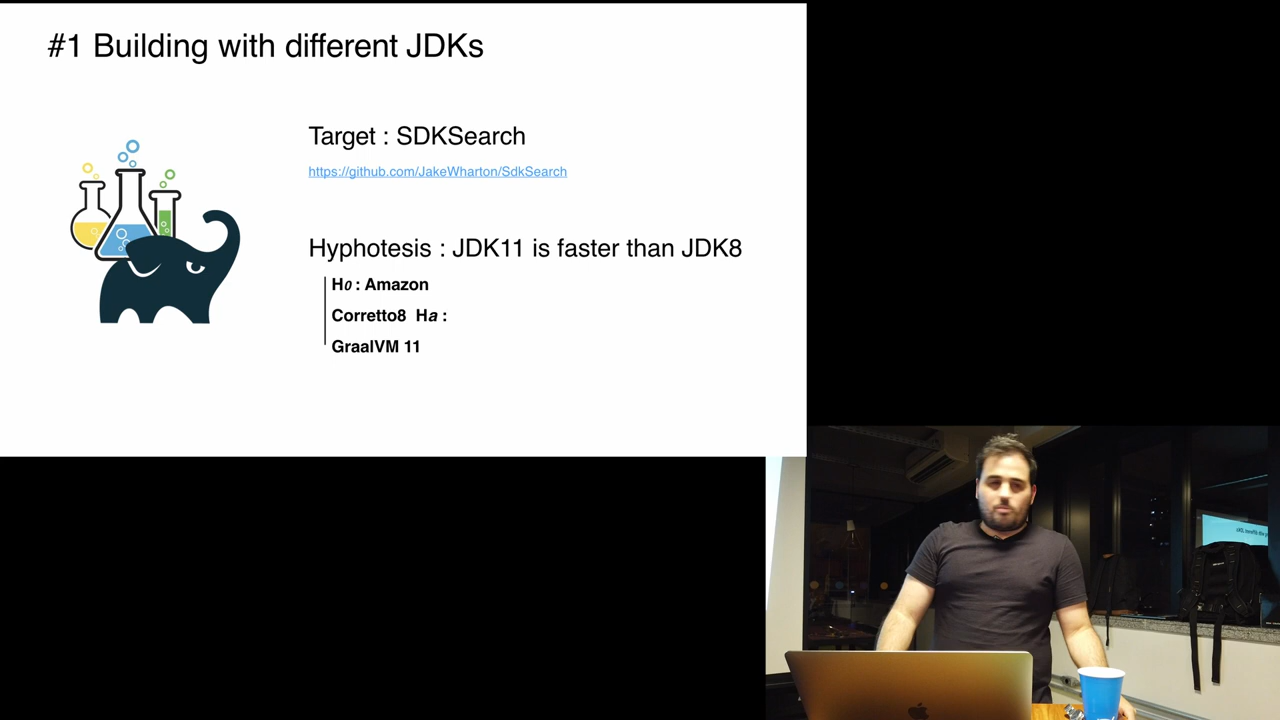 #1 Building with different JDKs
Target : SDKSearch
https://github.com/JakeWharton/SdkSearch
Hyphotesis : JDK11 is faster than JDK8
H0 : Amazon
Corretto8 Ha :
GraalVM 11